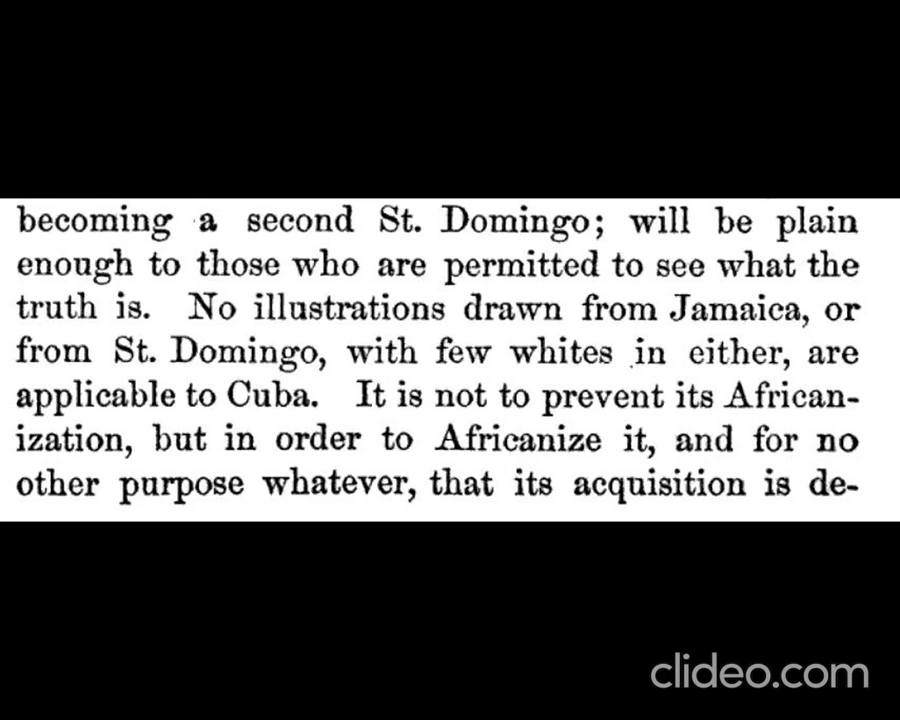 becoming a second St. Domingo; will be plain
enough to those who are permitted to see what the
truth is. No illustrations drawn from Jamaica, or
from St. Domingo, with few whites in either, are
applicable to Cuba. It is not to prevent its African-
ization, but in order to Africanize it, and for no
other purpose whatever, that its acquisition is de-
clideo.com